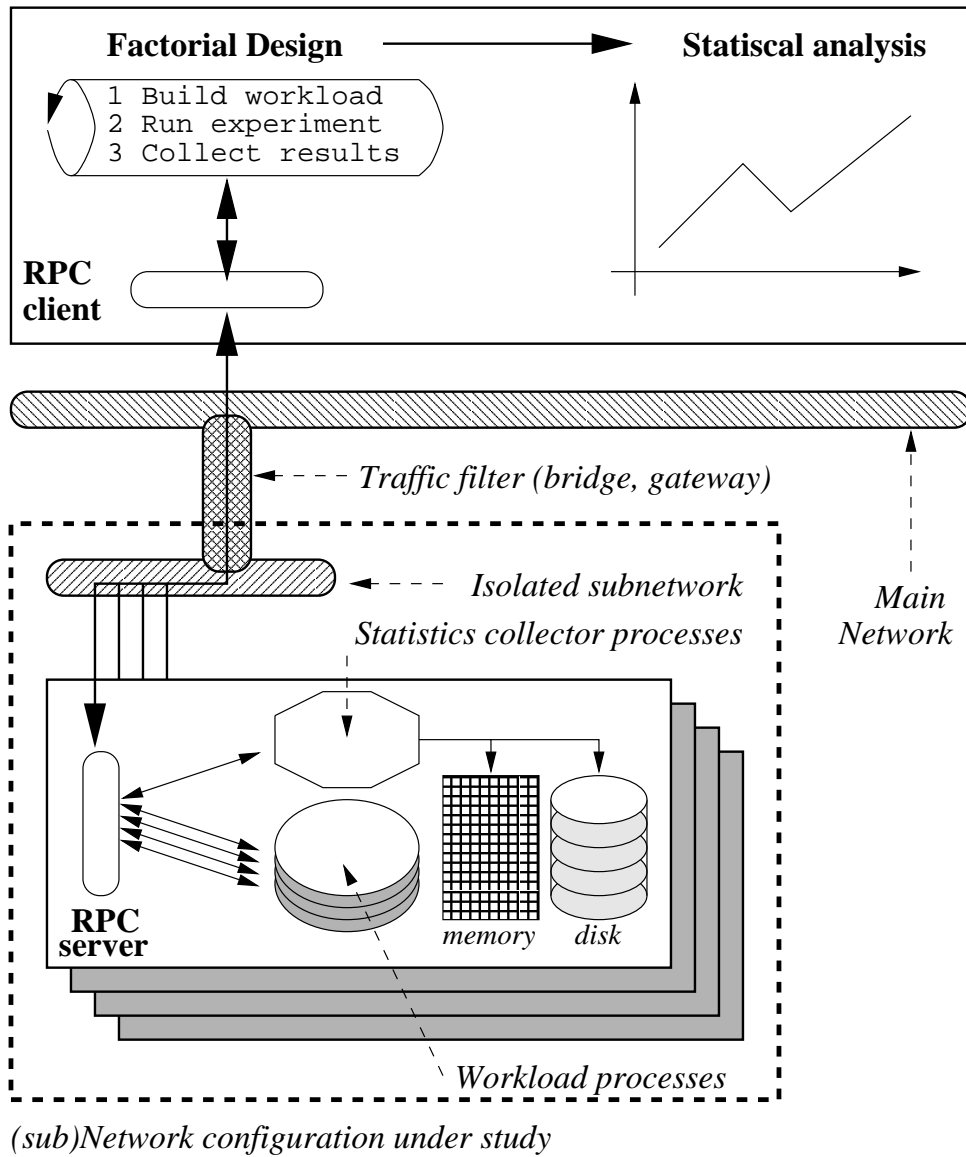 Factorial Design
Statiscal analysis
1 Build workload
2 Run experiment
3 Collect results
RPC
client
Traffic filter (bridge, gateway)
Isolated subnetwork
Main
Network
Statistics collector processes
RPC
server
memory
disk
Workload processes
(sub)Network configuration under study